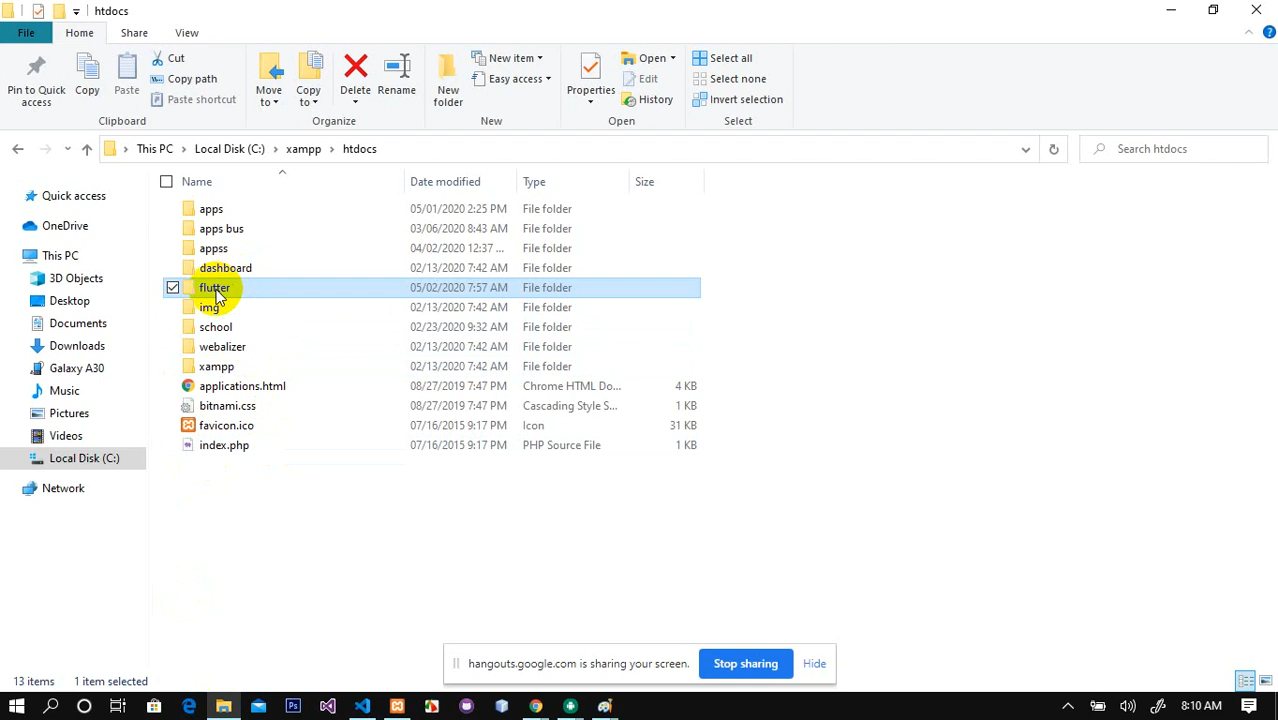 htdocs
File Home Share View
Pin to Quick access
Copy
Paste
Cut
Copy path
Paste shortcut
Clipboard
Move to
Copy to
Delete
Rename
Organize
New folder
New item
Easy access
New
Properties
Open
Edit
History
Open
Select all
Select none
Invert selection
Select
This PC Local Disk (C:) xampp htdocs
Search htdocs
Quick access
OneDrive
This PC
3D Objects
Desktop
Documents
Downloads
Galaxy A30
Music
Pictures
Videos
Local Disk (C:)
Network
Name Date modified Type Size
apps 05/01/2020 2:25 PM File folder
apps bus 03/06/2020 8:43 AM File folder
appss 04/02/2020 12:37 ... File folder
dashboard 02/13/2020 7:42 AM File folder
flutter 05/02/2020 7:57 AM File folder
img 02/13/2020 7:42 AM File folder
school 02/23/2020 9:32 AM File folder
webalizer 02/13/2020 7:42 AM File folder
xampp 02/13/2020 7:42 AM File folder
applications.html 08/27/2019 7:47 PM Chrome HTML Do... 4 KB
bitnami.css 08/27/2019 7:47 PM Cascading Style S... 1 KB
favicon.ico 07/16/2015 9:17 PM Icon 31 KB
index.php 07/16/2015 9:17 PM PHP Source File 1 KB
hangouts.google.com is sharing your screen. Stop sharing Hide
13 items 1 item selected
8:10 AM